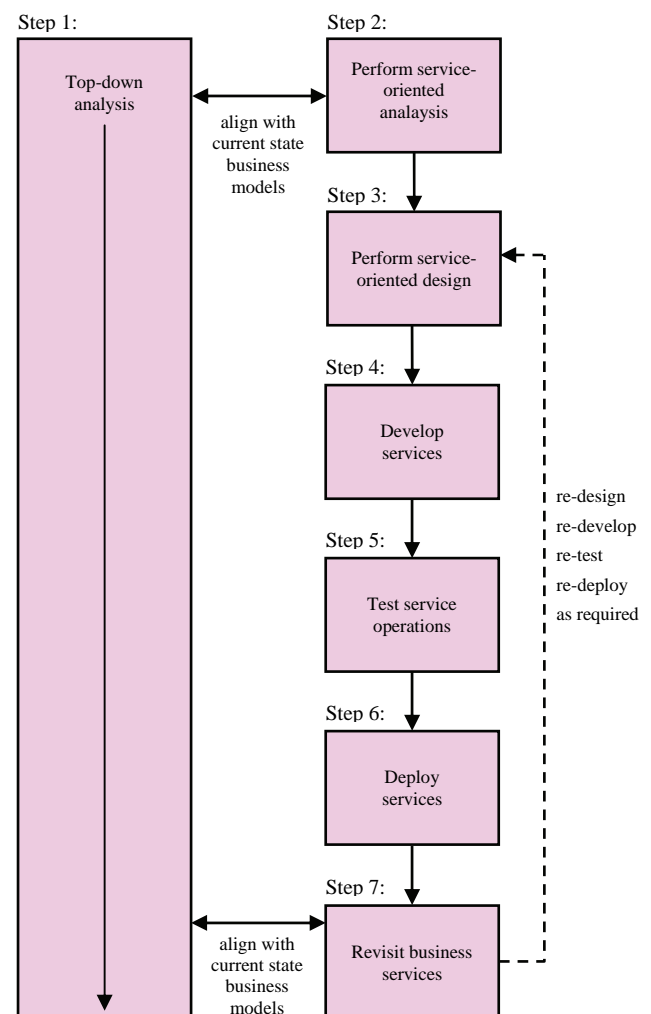 Step 1:
Top-down
analysis
align with
current state
business
models
Step 2:
Perform service-
oriented
analaysis
Step 3:
Perform service-
oriented design
Step 4:
Develop
services
Step 5:
Test service
operations
Step 6:
Deploy
services
Step 7:
Revisit business
services
align with
current state
business
models
re-design
re-develop
re-test
re-deploy
as required